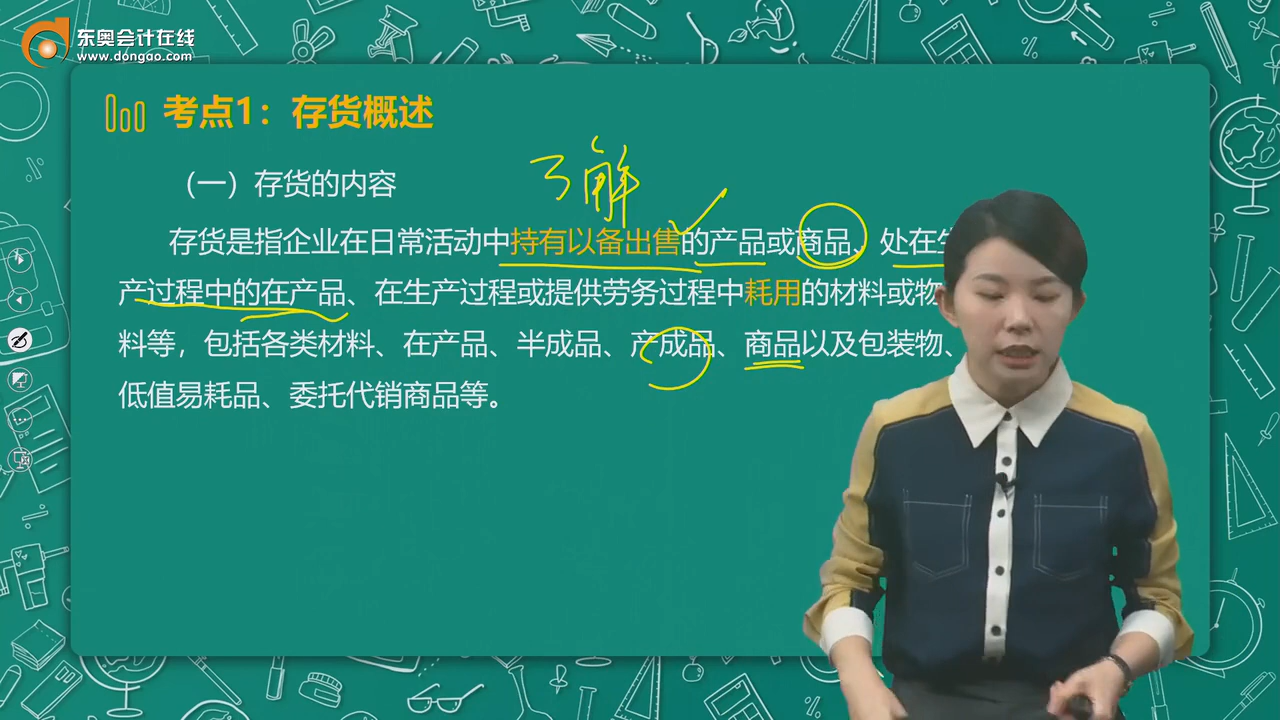 东奥会计在线
www.dongao.com
考点1：存货概述
（一）存货的内容
了解
存货是指企业在日常活动中持有以备出售的产品或商品、处在生
产过程中的在产品、在生产过程或提供劳务过程中耗用的材料或物
料等，包括各类材料、在产品、半成品、产成品、商品以及包装物、
低值易耗品、委托代销商品等。